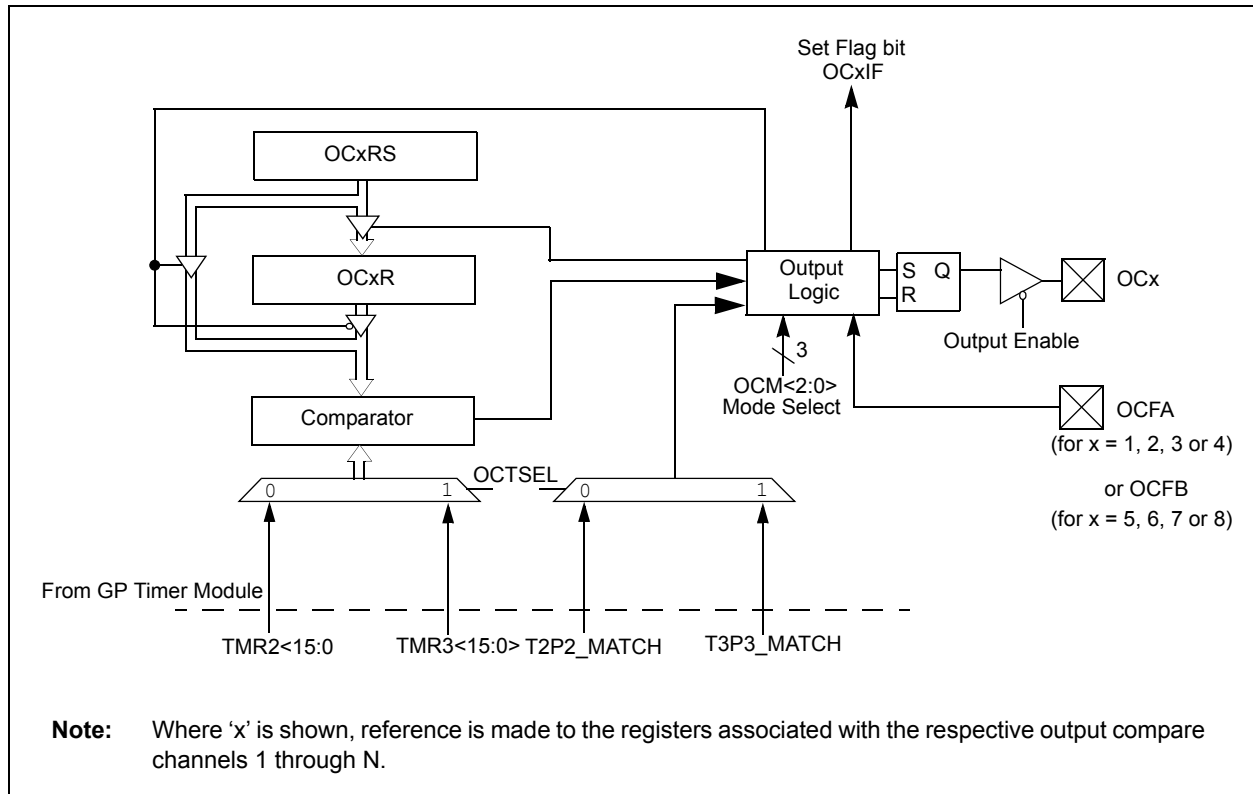 Set Flag bit
OCxIF
OCxRS
OCxR
Output
Logic
S Q
R
OCx
Output Enable
3
OCM<2:0>
Mode Select
Comparator
OCFA
(for x = 1, 2, 3 or 4)
or OCFB
(for x = 5, 6, 7 or 8)
OCTSEL
0 1
0 1
From GP Timer Module
TMR2<15:0
TMR3<15:0>
T2P2_MATCH
T3P3_MATCH
Note: Where ‘x’ is shown, reference is made to the registers associated with the respective output compare
channels 1 through N.